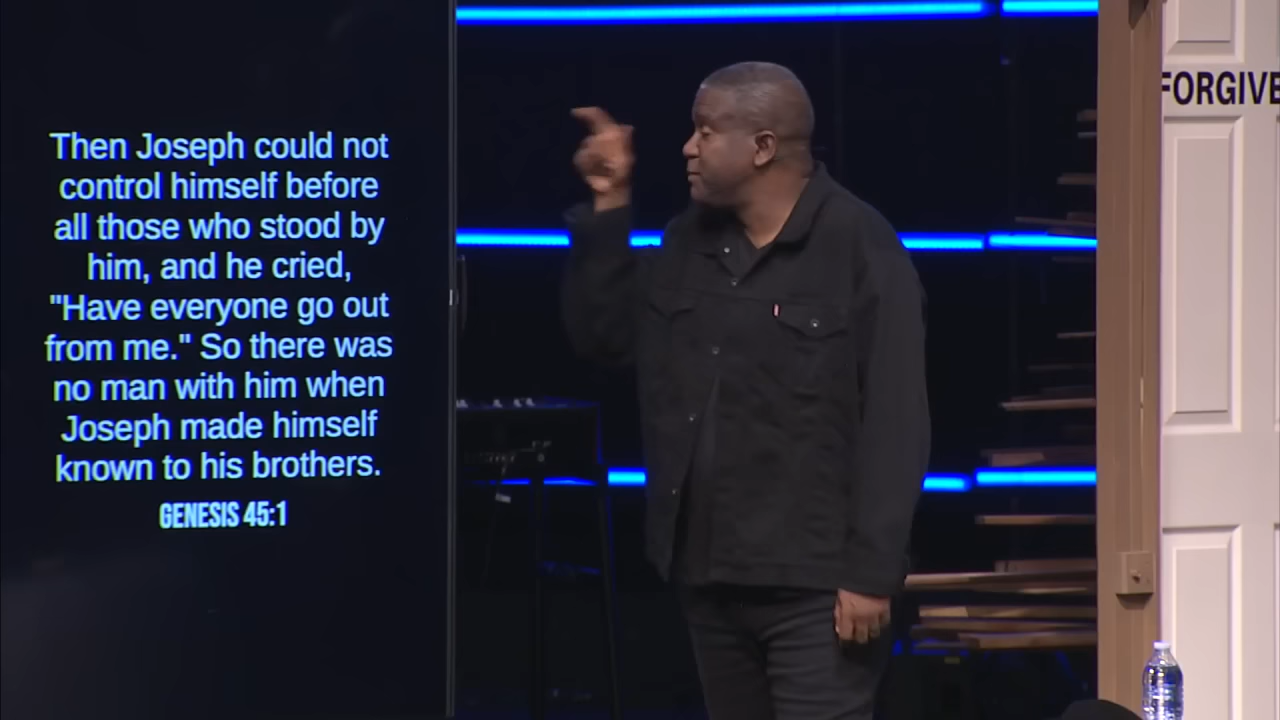 Then Joseph could not
control himself before
all those who stood by
him, and he cried,
"Have everyone go out
from me." So there was
no man with him when
Joseph made himself
known to his brothers.
GENESIS 45:1
FORGIVE